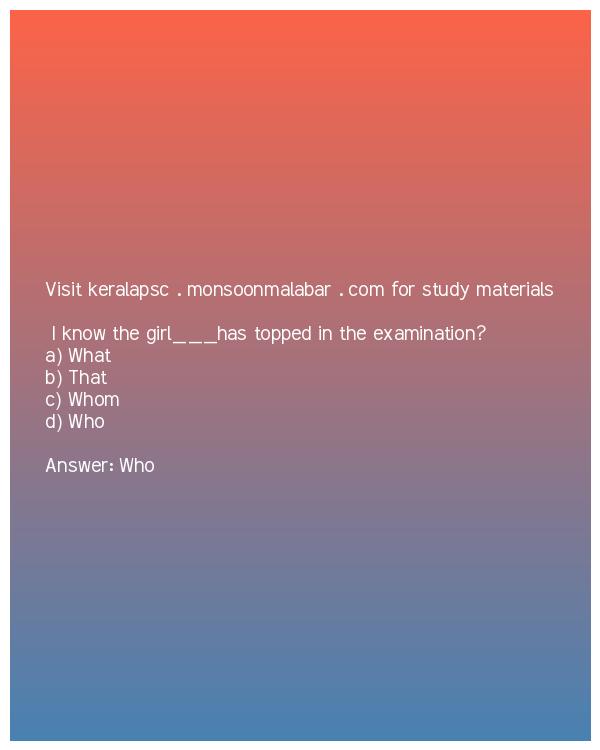 Visit keralapsc . monsoonmalabar . com for study materials
I know the girl___has topped in the examination?
a) What
b) That
c) Whom
d) Who
Answer: Who